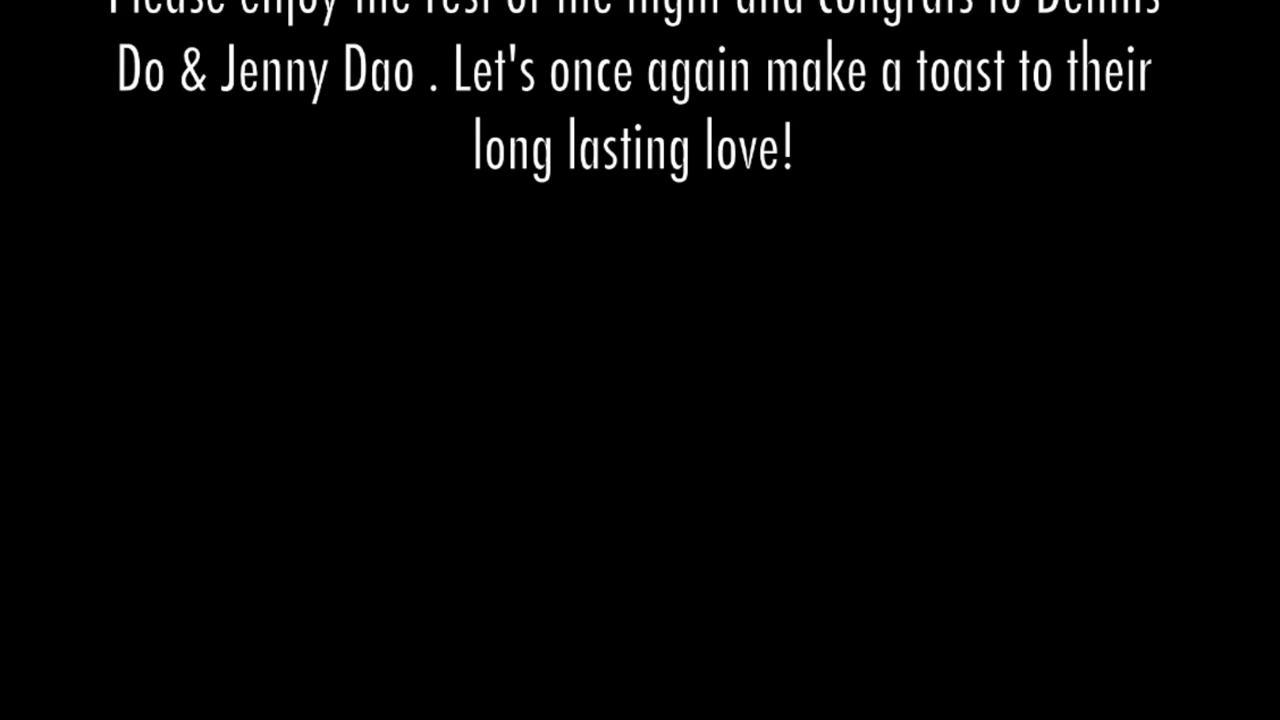 Please enjoy the rest of the night and congrats to Dennis
Do & Jenny Dao . Let's once again make a toast to their
long lasting love!